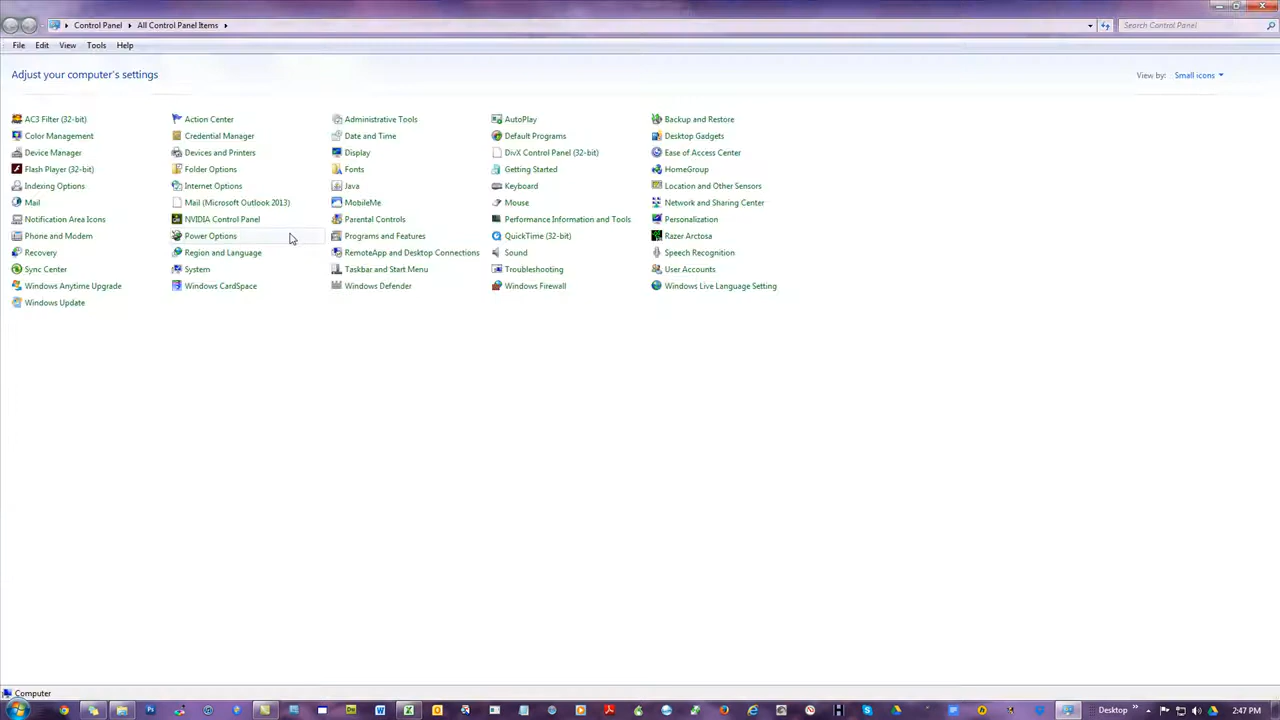 Control Panel
All Control Panel Items
Search Control Panel
File Edit View Tools Help
Adjust your computer's settings
View by: Small icons
AC3 Filter (32-bit) Action Center Administrative Tools AutoPlay Backup and Restore
Color Management Credential Manager Date and Time Default Programs Desktop Gadgets
Device Manager Devices and Printers Display DivX Control Panel (32-bit) Ease of Access Center
Flash Player (32-bit) Folder Options Fonts Getting Started HomeGroup
Indexing Options Internet Options Java Keyboard Location and Other Sensors
Mail Mail (Microsoft Outlook 2013) MobileMe Mouse Network and Sharing Center
Notification Area Icons NVIDIA Control Panel Parental Controls Performance Information and Tools Personalization
Phone and Modem Power Options Programs and Features QuickTime (32-bit) Razer Arctosa
Recovery Region and Language RemoteApp and Desktop Connections Sound Speech Recognition
Sync Center System Taskbar and Start Menu Troubleshooting User Accounts
Windows Anytime Upgrade Windows CardSpace Windows Defender Windows Firewall Windows Live Language Setting
Windows Update
Computer
Desktop 2:47 PM